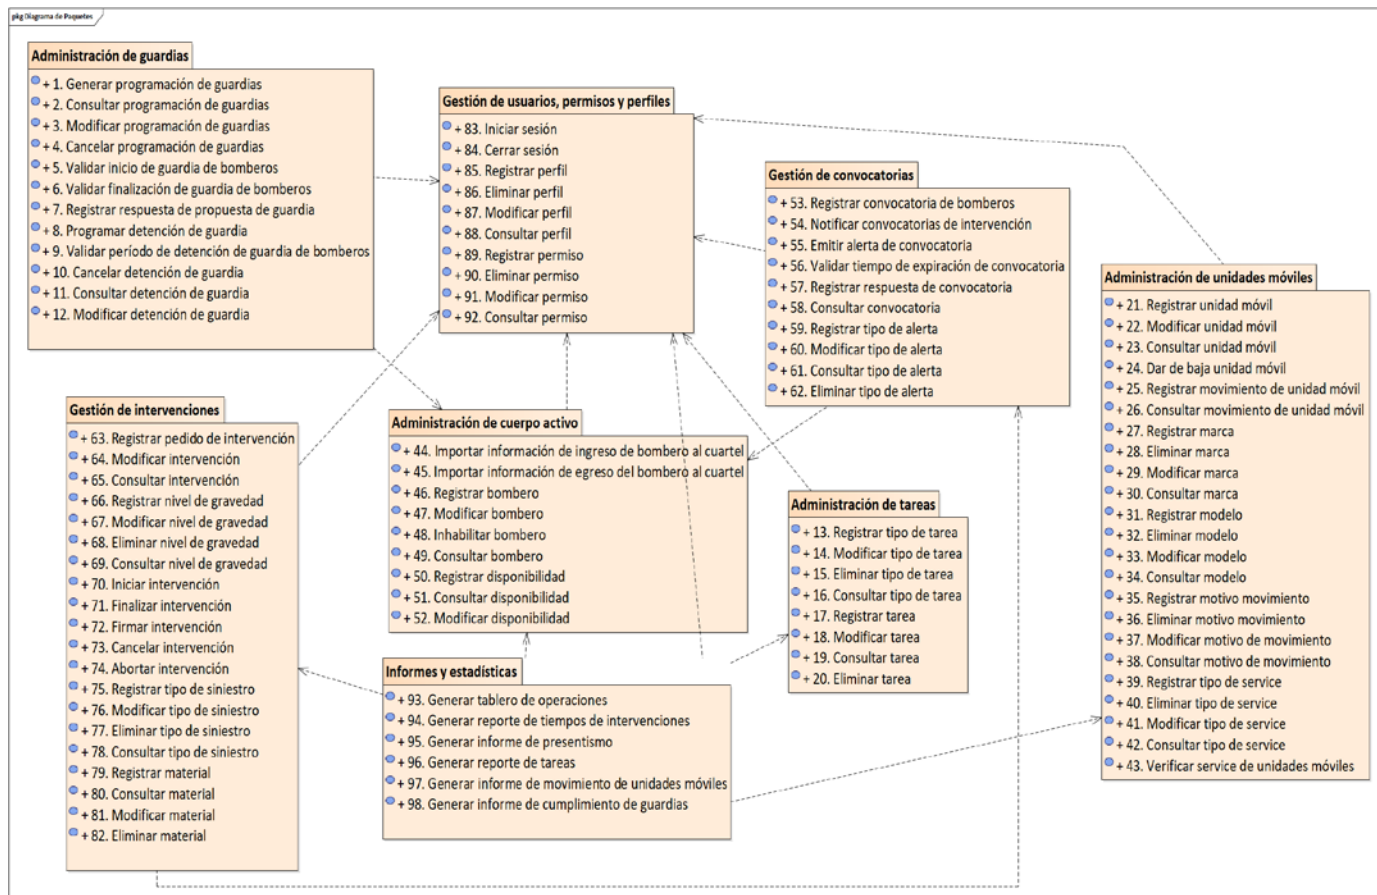 pkg Diagrama de Paquetes
Administración de guardias
+ 1. Generar programación de guardias
+ 2. Consultar programación de guardias
+ 3. Modificar programación de guardias
+ 4. Cancelar programación de guardias
+ 5. Validar inicio de guardia de bomberos
+ 6. Validar finalización de guardia de bomberos
+ 7. Registrar respuesta de propuesta de guardia
+ 8. Programar detención de guardia
+ 9. Validar período de detención de guardia de bomberos
+ 10. Cancelar detención de guardia
+ 11. Consultar detención de guardia
+ 12. Modificar detención de guardia
Gestión de usuarios, permisos y perfiles
+ 83. Iniciar sesión
+ 84. Cerrar sesión
+ 85. Registrar perfil
+ 86. Eliminar perfil
+ 87. Modificar perfil
+ 88. Consultar perfil
+ 89. Registrar permiso
+ 90. Eliminar permiso
+ 91. Modificar permiso
+ 92. Consultar permiso
Gestión de convocatorias
+ 53. Registrar convocatoria de bomberos
+ 54. Notificar convocatorias de intervención
+ 55. Emitir alerta de convocatoria
+ 56. Validar tiempo de expiración de convocatoria
+ 57. Registrar respuesta de convocatoria
+ 58. Consultar convocatoria
+ 59. Registrar tipo de alerta
+ 60. Modificar tipo de alerta
+ 61. Consultar tipo de alerta
+ 62. Eliminar tipo de alerta
Administración de unidades móviles
+ 21. Registrar unidad móvil
+ 22. Modificar unidad móvil
+ 23. Consultar unidad móvil
+ 24. Dar de baja unidad móvil
+ 25. Registrar movimiento de unidad móvil
+ 26. Consultar movimiento de unidad móvil
+ 27. Registrar marca
+ 28. Eliminar marca
+ 29. Modificar marca
+ 30. Consultar marca
+ 31. Registrar modelo
+ 32. Eliminar modelo
+ 33. Modificar modelo
+ 34. Consultar modelo
+ 35. Registrar motivo movimiento
+ 36. Eliminar motivo movimiento
+ 37. Modificar motivo de movimiento
+ 38. Consultar motivo de movimiento
+ 39. Registrar tipo de service
+ 40. Eliminar tipo de service
+ 41. Modificar tipo de service
+ 42. Consultar tipo de service
+ 43. Verificar service de unidades móviles
Gestión de intervenciones
+ 63. Registrar pedido de intervención
+ 64. Modificar intervención
+ 65. Consultar intervención
+ 66. Registrar nivel de gravedad
+ 67. Modificar nivel de gravedad
+ 68. Eliminar nivel de gravedad
+ 69. Consultar nivel de gravedad
+ 70. Iniciar intervención
+ 71. Finalizar intervención
+ 72. Firmar intervención
+ 73. Cancelar intervención
+ 74. Abortar intervención
+ 75. Registrar tipo de siniestro
+ 76. Modificar tipo de siniestro
+ 77. Eliminar tipo de siniestro
+ 78. Consultar tipo de siniestro
+ 79. Registrar material
+ 80. Consultar material
+ 81. Modificar material
+ 82. Eliminar material
Administración de cuerpo activo
+ 44. Importar información de ingreso de bombero al cuartel
+ 45. Importar información de egreso del bombero al cuartel
+ 46. Registrar bombero
+ 47. Modificar bombero
+ 48. Inhabilitar bombero
+ 49. Consultar bombero
+ 50. Registrar disponibilidad
+ 51. Consultar disponibilidad
+ 52. Modificar disponibilidad
Administración de tareas
+ 13. Registrar tipo de tarea
+ 14. Modificar tipo de tarea
+ 15. Eliminar tipo de tarea
+ 16. Consultar tipo de tarea
+ 17. Registrar tarea
+ 18. Modificar tarea
+ 19. Consultar tarea
+ 20. Eliminar tarea
Informes y estadísticas
+ 93. Generar tablero de operaciones
+ 94. Generar reporte de tiempos de intervenciones
+ 95. Generar informe de presentismo
+ 96. Generar reporte de tareas
+ 97. Generar informe de movimiento de unidades móviles
+ 98. Generar informe de cumplimiento de guardias